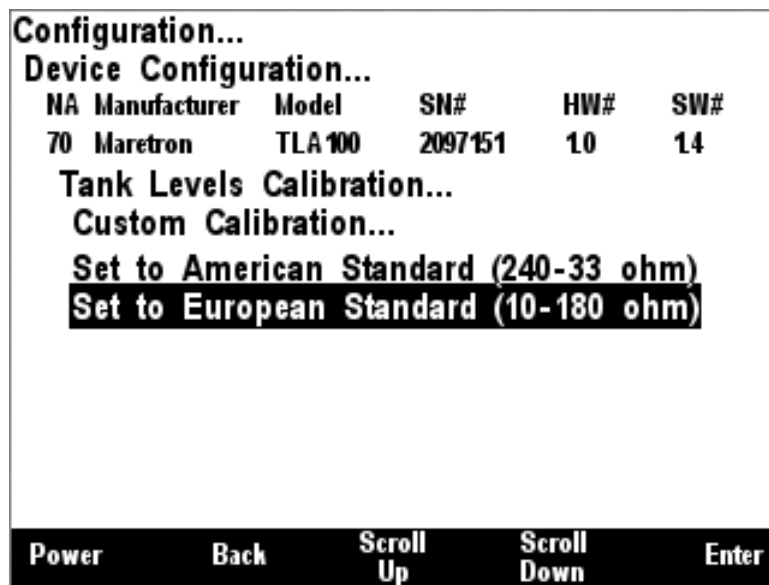 Configuration...
Device Configuration...
NA Manufacturer Model SN# HW# SW#
70 Maretron TLA100 2097151 1.0 1.4
Tank Levels Calibration...
Custom Calibration...
Set to American Standard (240-33 ohm)
Set to European Standard (10-180 ohm)
Power Back Scroll Up Scroll Down Enter